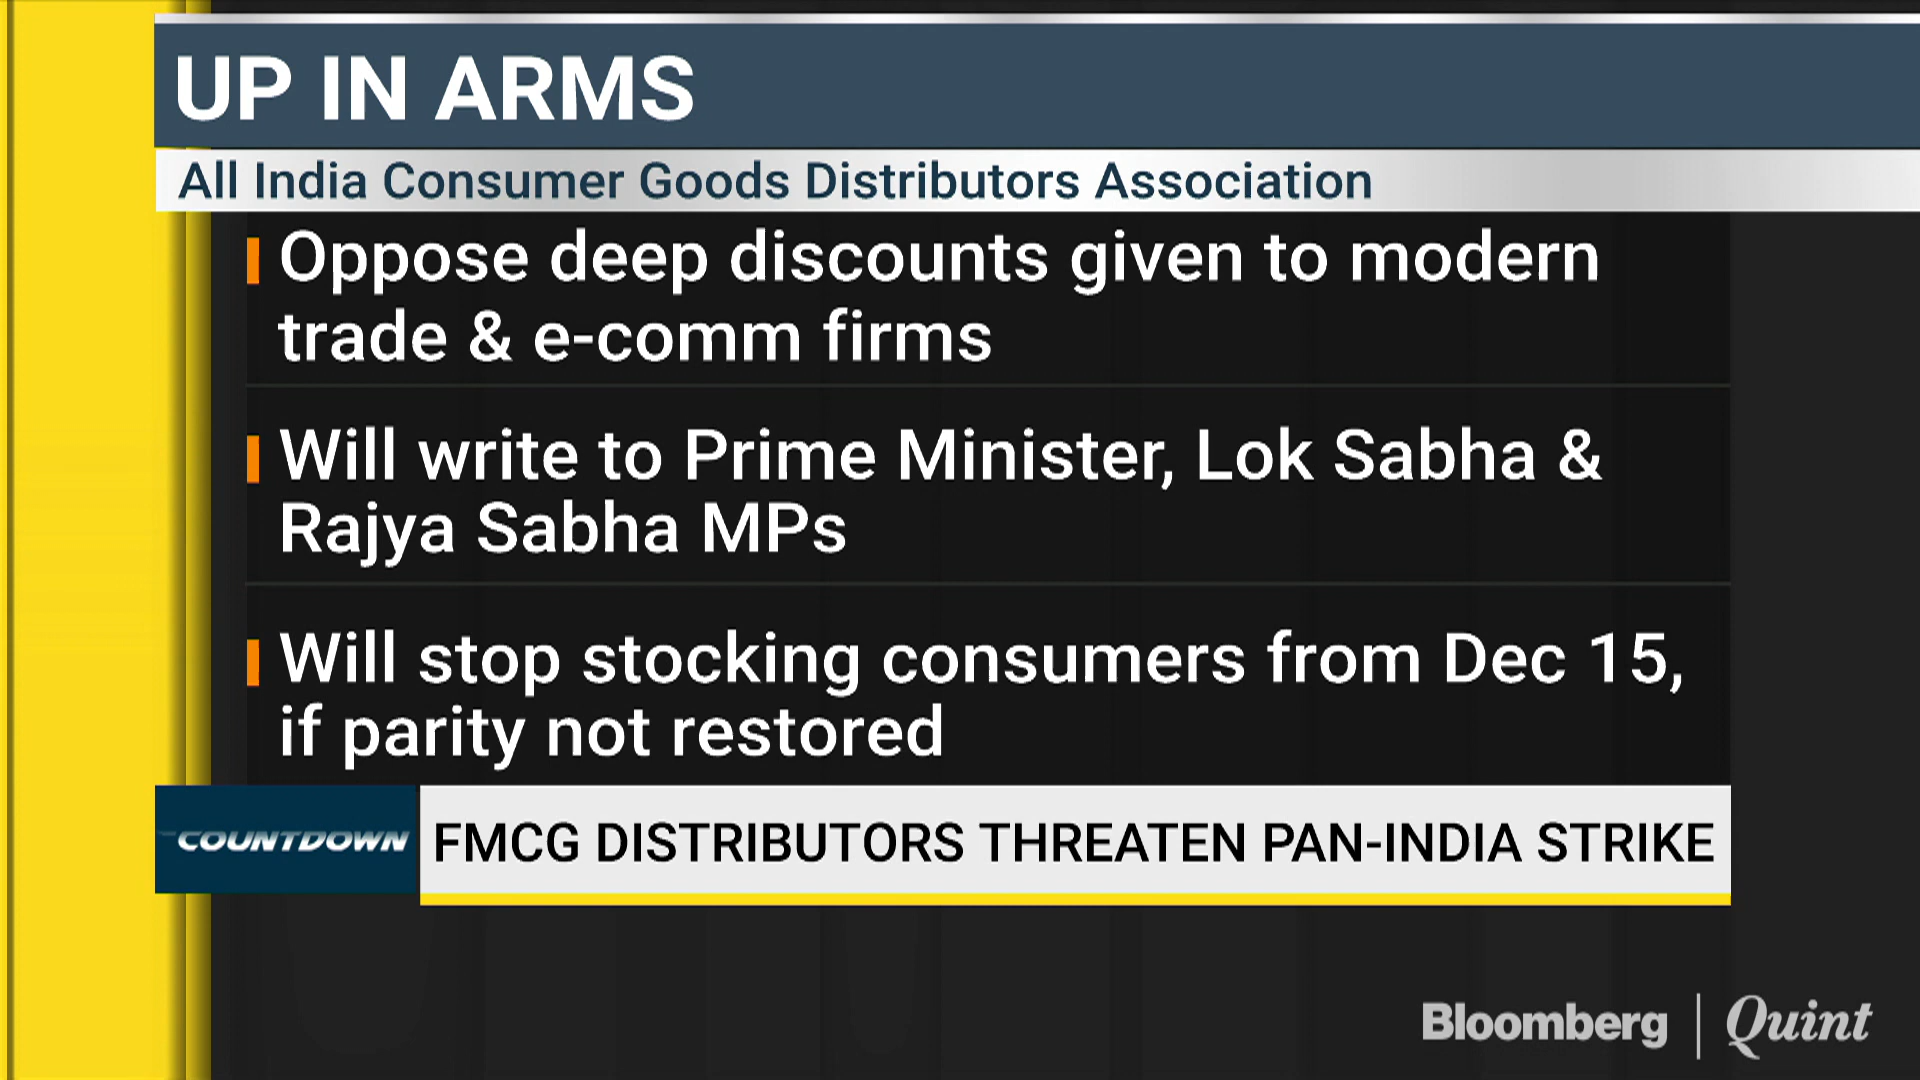 UP IN ARMS
All India Consumer Goods Distributors Association
Oppose deep discounts given to modern
trade & e-comm firms
Will write to Prime Minister, Lok Sabha &
Rajya Sabha MPs
Will stop stocking consumers from Dec 15,
if parity not restored
COUNTDOWN
FMCG DISTRIBUTORS THREATEN PAN-INDIA STRIKE
Bloomberg | Quint